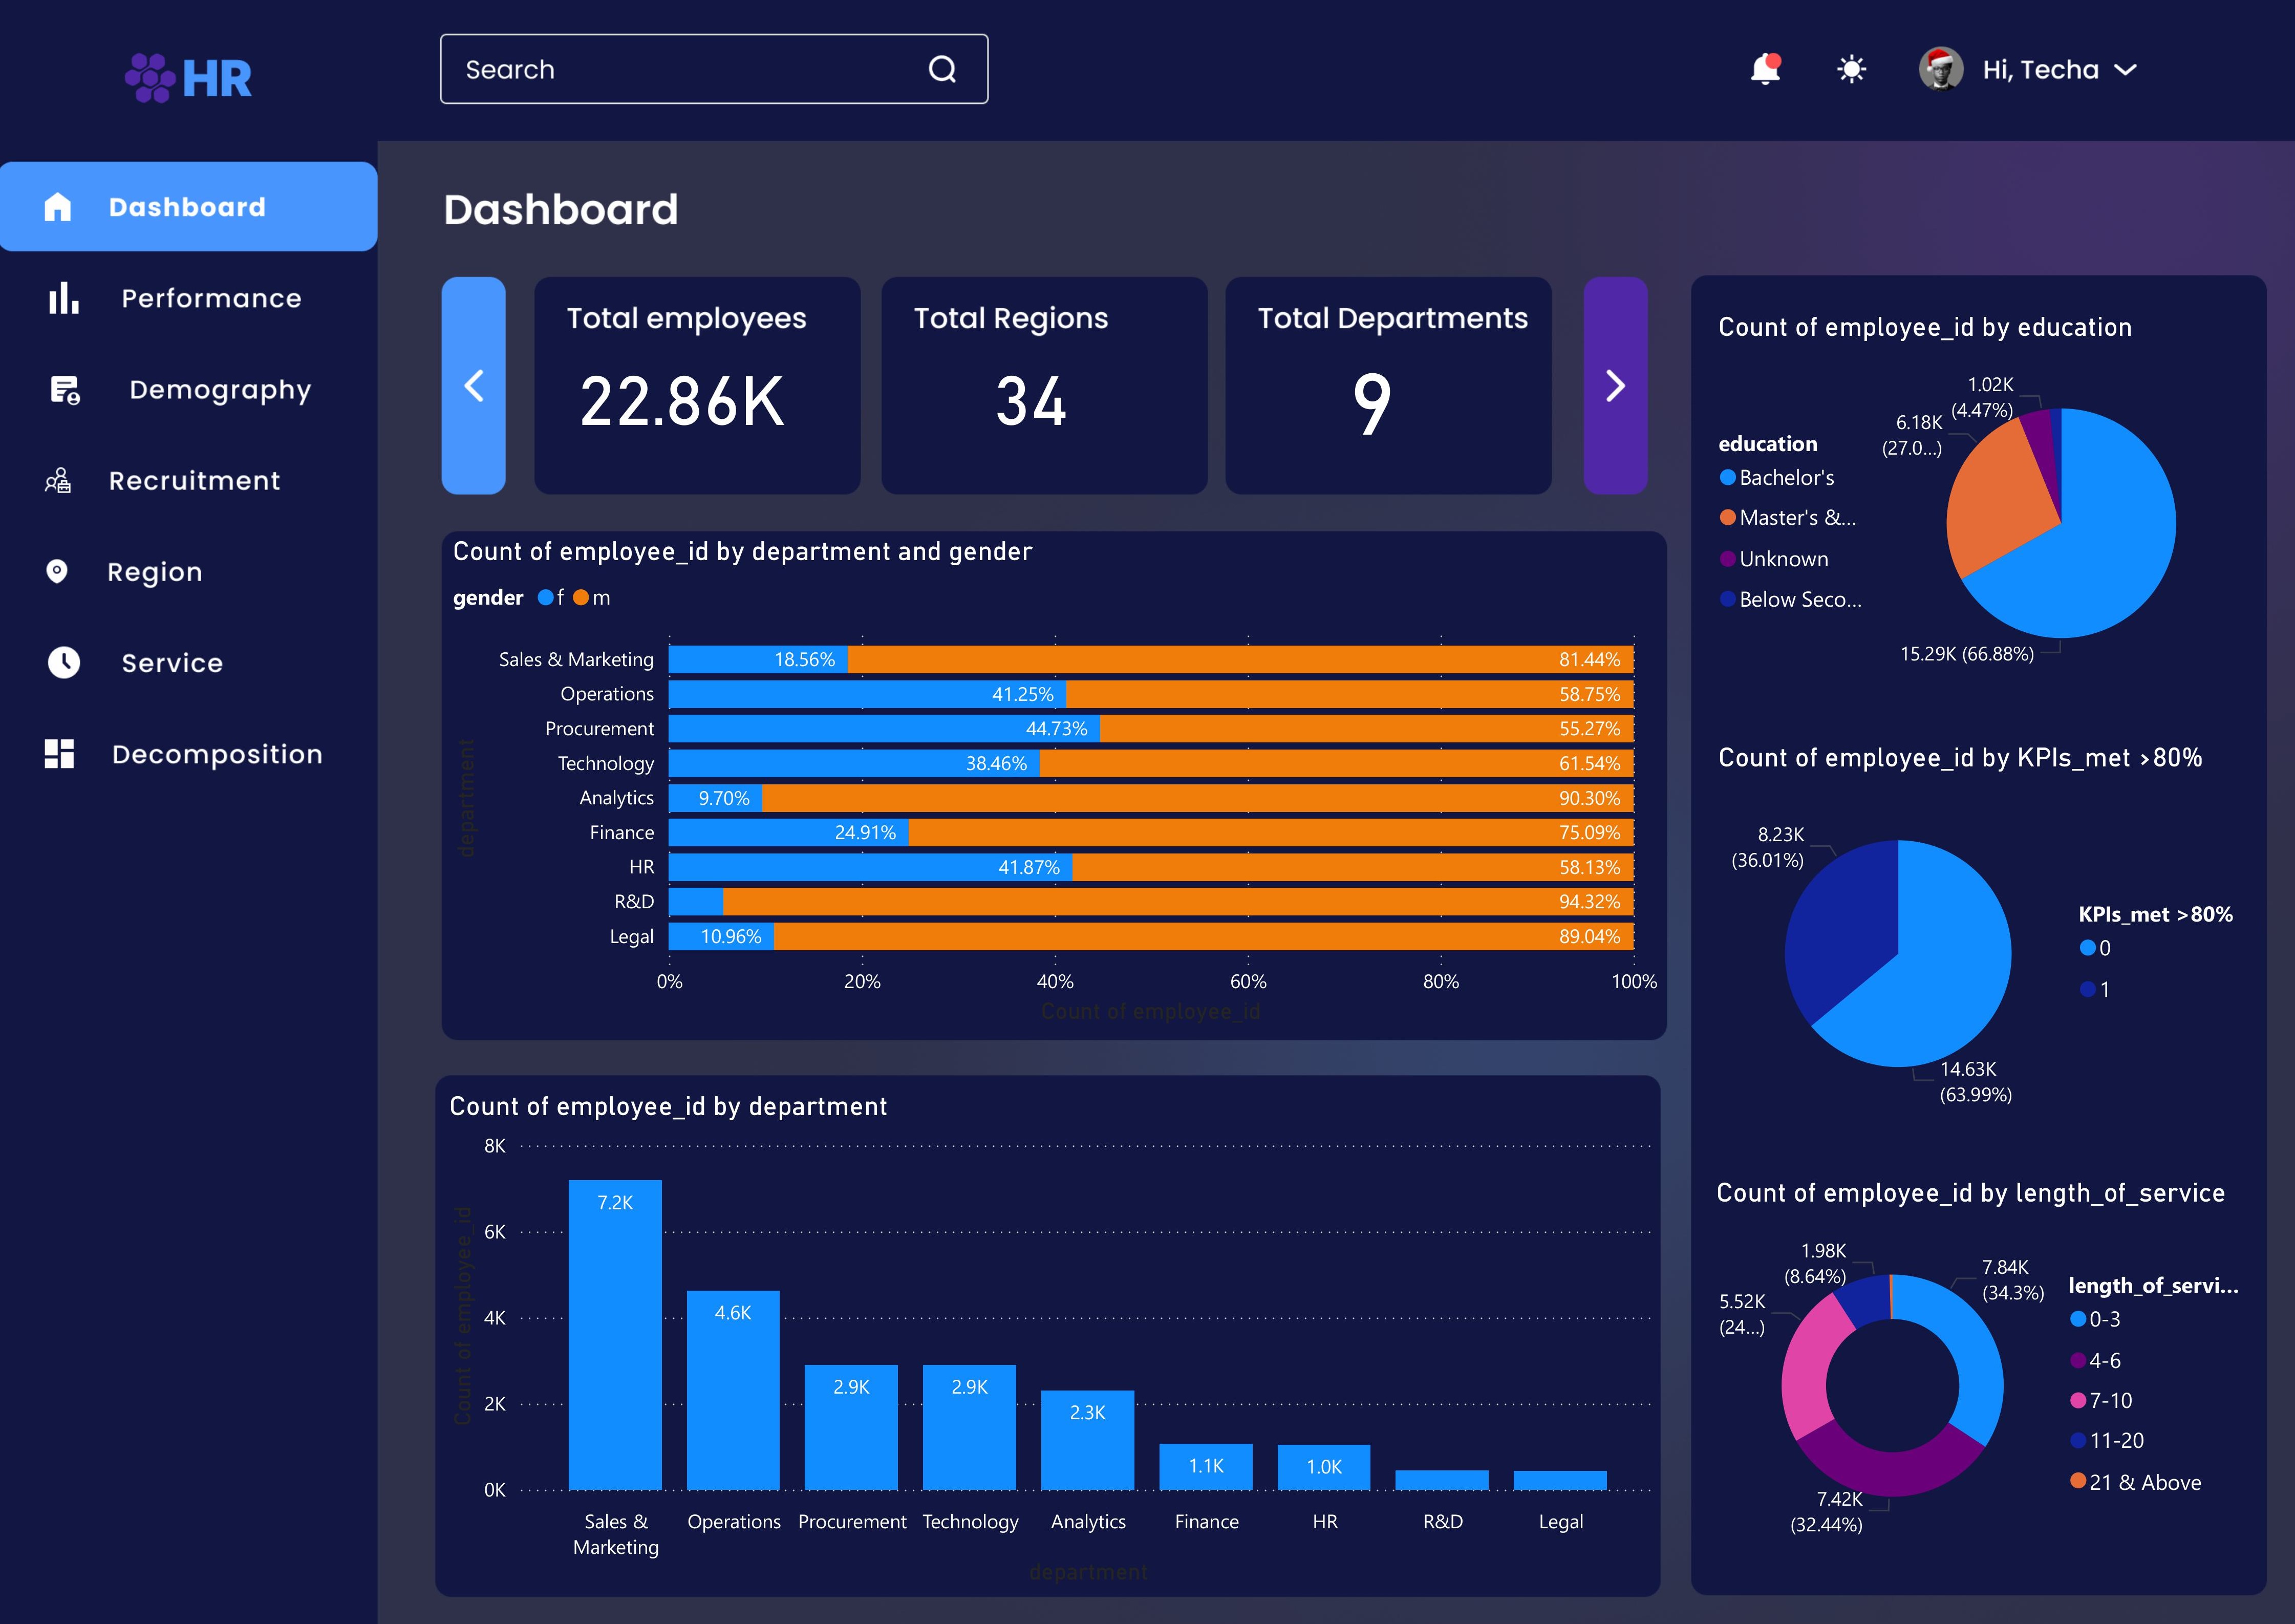 HR
Search
Hi, Techa
Dashboard
Performance
Demography
Recruitment
Region
Service
Decomposition
Dashboard
Total employees
22.86K
Total Regions
34
Total Departments
9
Count of employee_id by department and gender
gender f m
department
Sales & Marketing 18.56% 81.44%
Operations 41.25% 58.75%
Procurement 44.73% 55.27%
Technology 38.46% 61.54%
Analytics 9.70% 90.30%
Finance 24.91% 75.09%
HR 41.87% 58.13%
R&D 94.32%
Legal 10.96% 89.04%
0% 20% 40% 60% 80% 100%
Count of employee_id
Count of employee_id by department
Count of employee_id
8K
6K
4K
2K
0K
7.2K
4.6K
2.9K
2.9K
2.3K
1.1K
1.0K
Sales &
Marketing
Operations
Procurement
Technology
Analytics
Finance
HR
R&D
Legal
department
Count of employee_id by education
education
Bachelor's
Master's &...
Unknown
Below Seco...
1.02K
(4.47%)
6.18K
(27.0...)
15.29K (66.88%)
Count of employee_id by KPIs_met >80%
8.23K
(36.01%)
14.63K
(63.99%)
KPIs_met >80%
0
1
Count of employee_id by length_of_service
1.98K
(8.64%)
5.52K
(24...)
7.84K
(34.3%)
7.42K
(32.44%)
length_of_servi...
0-3
4-6
7-10
11-20
21 & Above